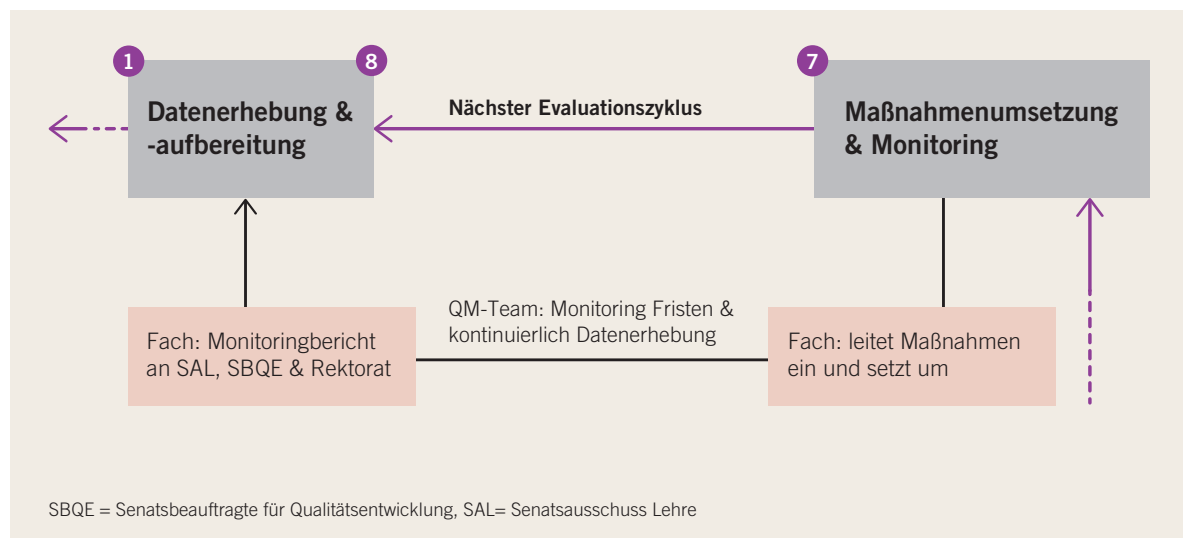 1
8
7
Datenerhebung &
-aufbereitung
Nächster Evaluationszyklus
Maßnahmenumsetzung
& Monitoring
Fach: Monitoringbericht
an SAL, SBQE & Rektorat
QM-Team: Monitoring Fristen &
kontinuierlich Datenerhebung
Fach: leitet Maßnahmen
ein und setzt um
SBQE = Senatsbeauftragte für Qualitätsentwicklung, SAL= Senatsausschuss Lehre